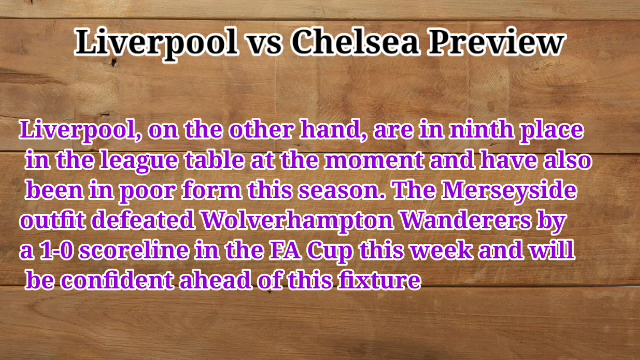 Liverpool vs Chelsea Preview
Liverpool, on the other hand, are in ninth place
in the league table at the moment and have also
been in poor form this season. The Merseyside
outfit defeated Wolverhampton Wanderers by
a 1-0 scoreline in the FA Cup this week and will
be confident ahead of this fixture